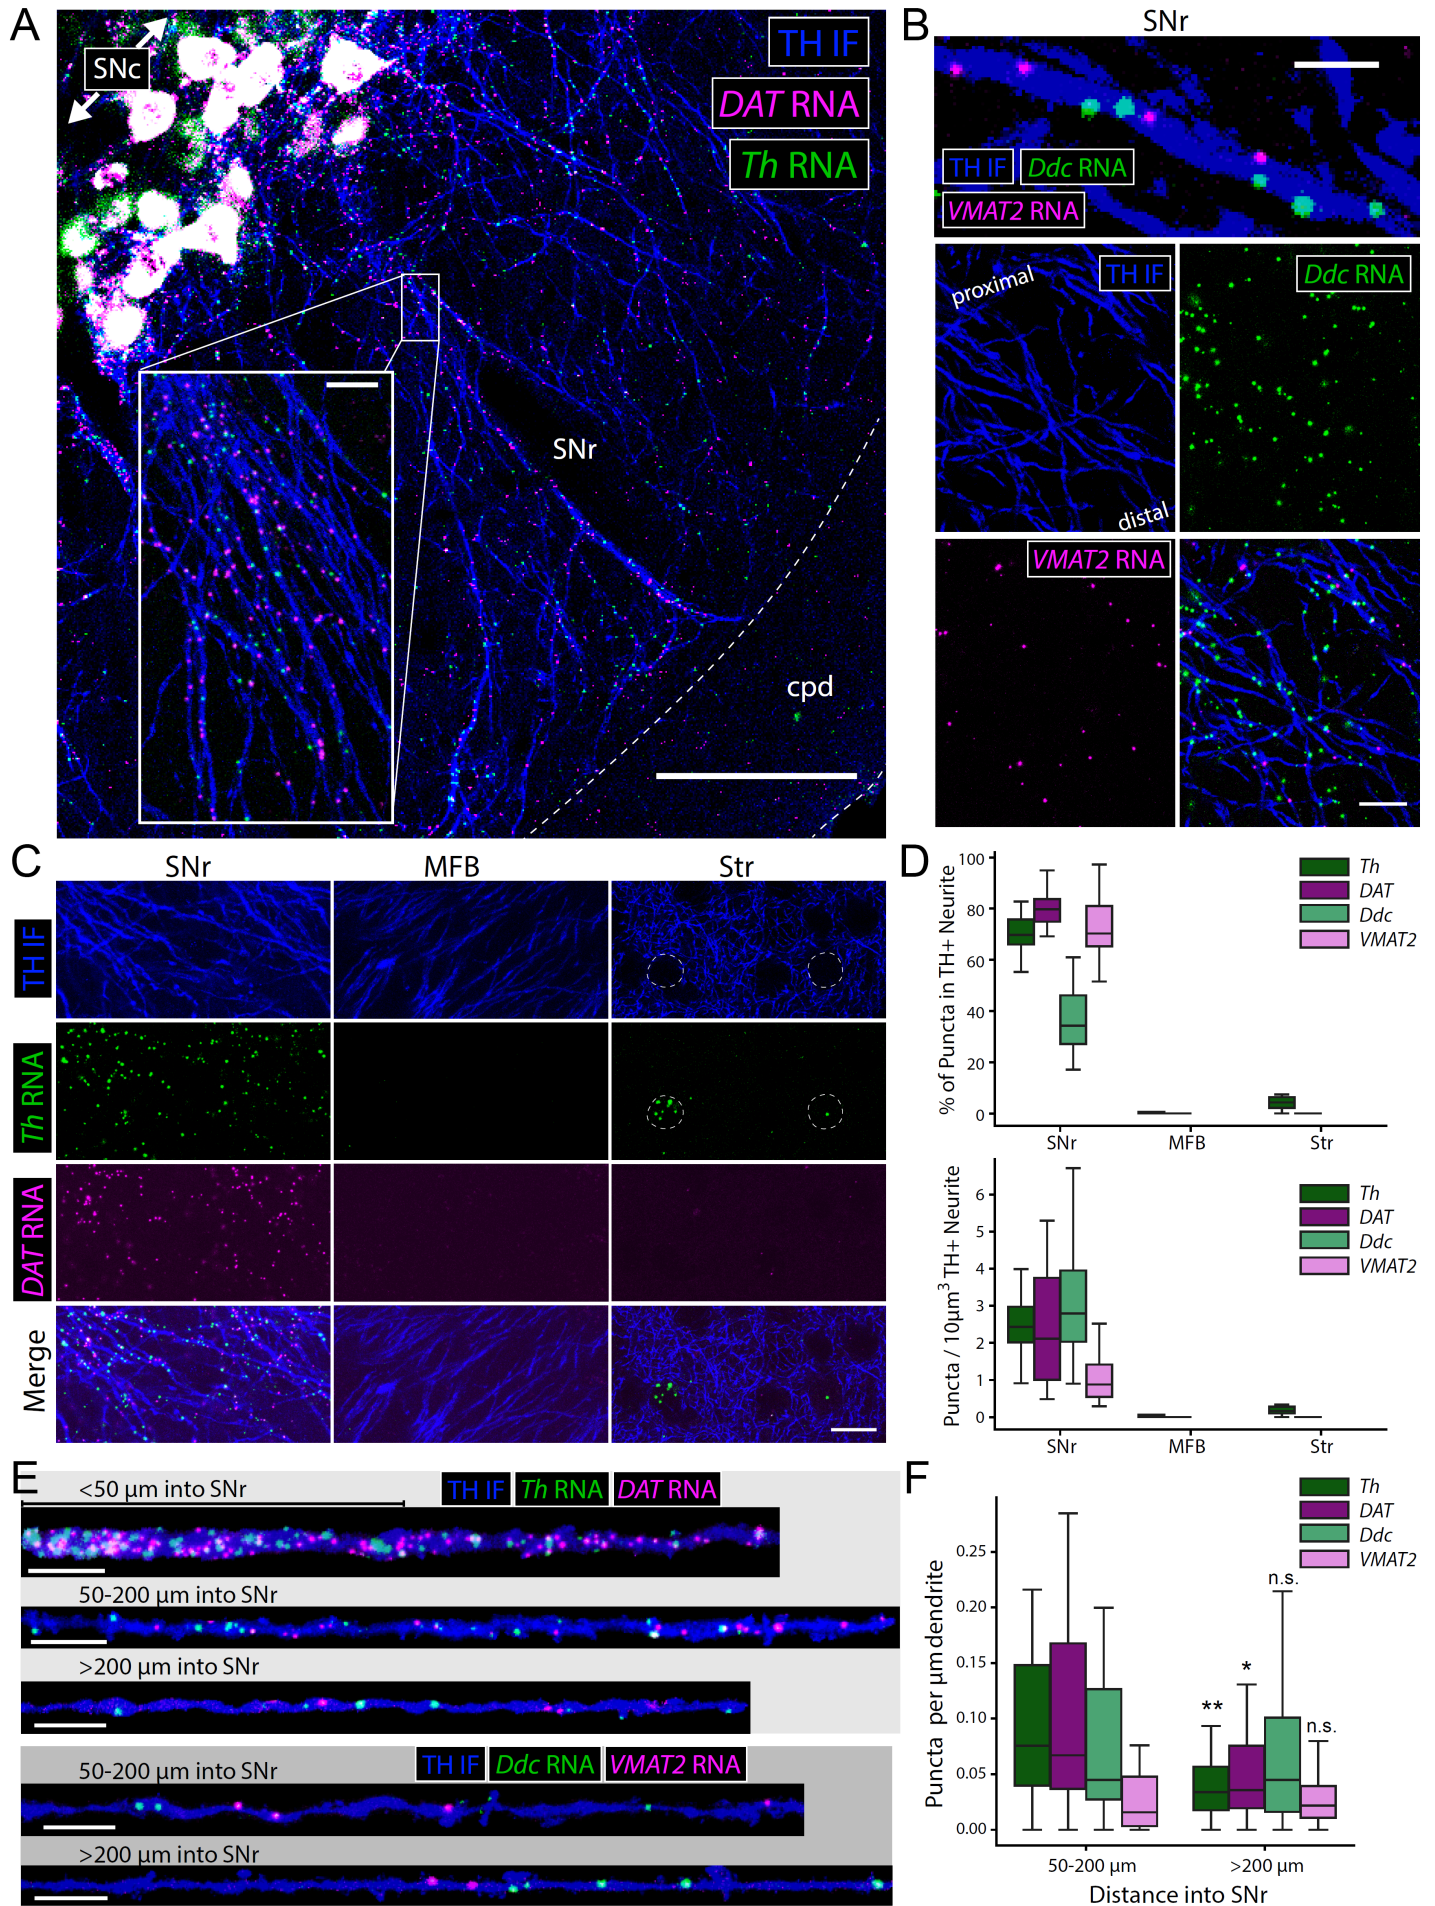 A
SNc
TH IF
DAT RNA
Th RNA
SNr
cpd
B
SNr
TH IF
Ddc RNA
VMAT2 RNA
proximal
TH IF
distal
Ddc RNA
VMAT2 RNA
C
SNr
MFB
Str
TH IF
Th RNA
DAT RNA
Merge
D
% of Puncta in TH+ Neurite
100
80
60
40
20
0
SNr
MFB
Str
Th
DAT
Ddc
VMAT2
Puncta / 10µm³ TH+ Neurite
6
5
4
3
2
1
0
SNr
MFB
Str
Th
DAT
Ddc
VMAT2
E
<50 µm into SNr
TH IF
Th RNA
DAT RNA
50-200 µm into SNr
>200 µm into SNr
50-200 µm into SNr
TH IF
Ddc RNA
VMAT2 RNA
>200 µm into SNr
F
Th
DAT
Ddc
VMAT2
Puncta per µm dendrite
0.25
0.20
0.15
0.10
0.05
0.00
**
*
n.s.
n.s.
50-200 µm
>200 µm
Distance into SNr